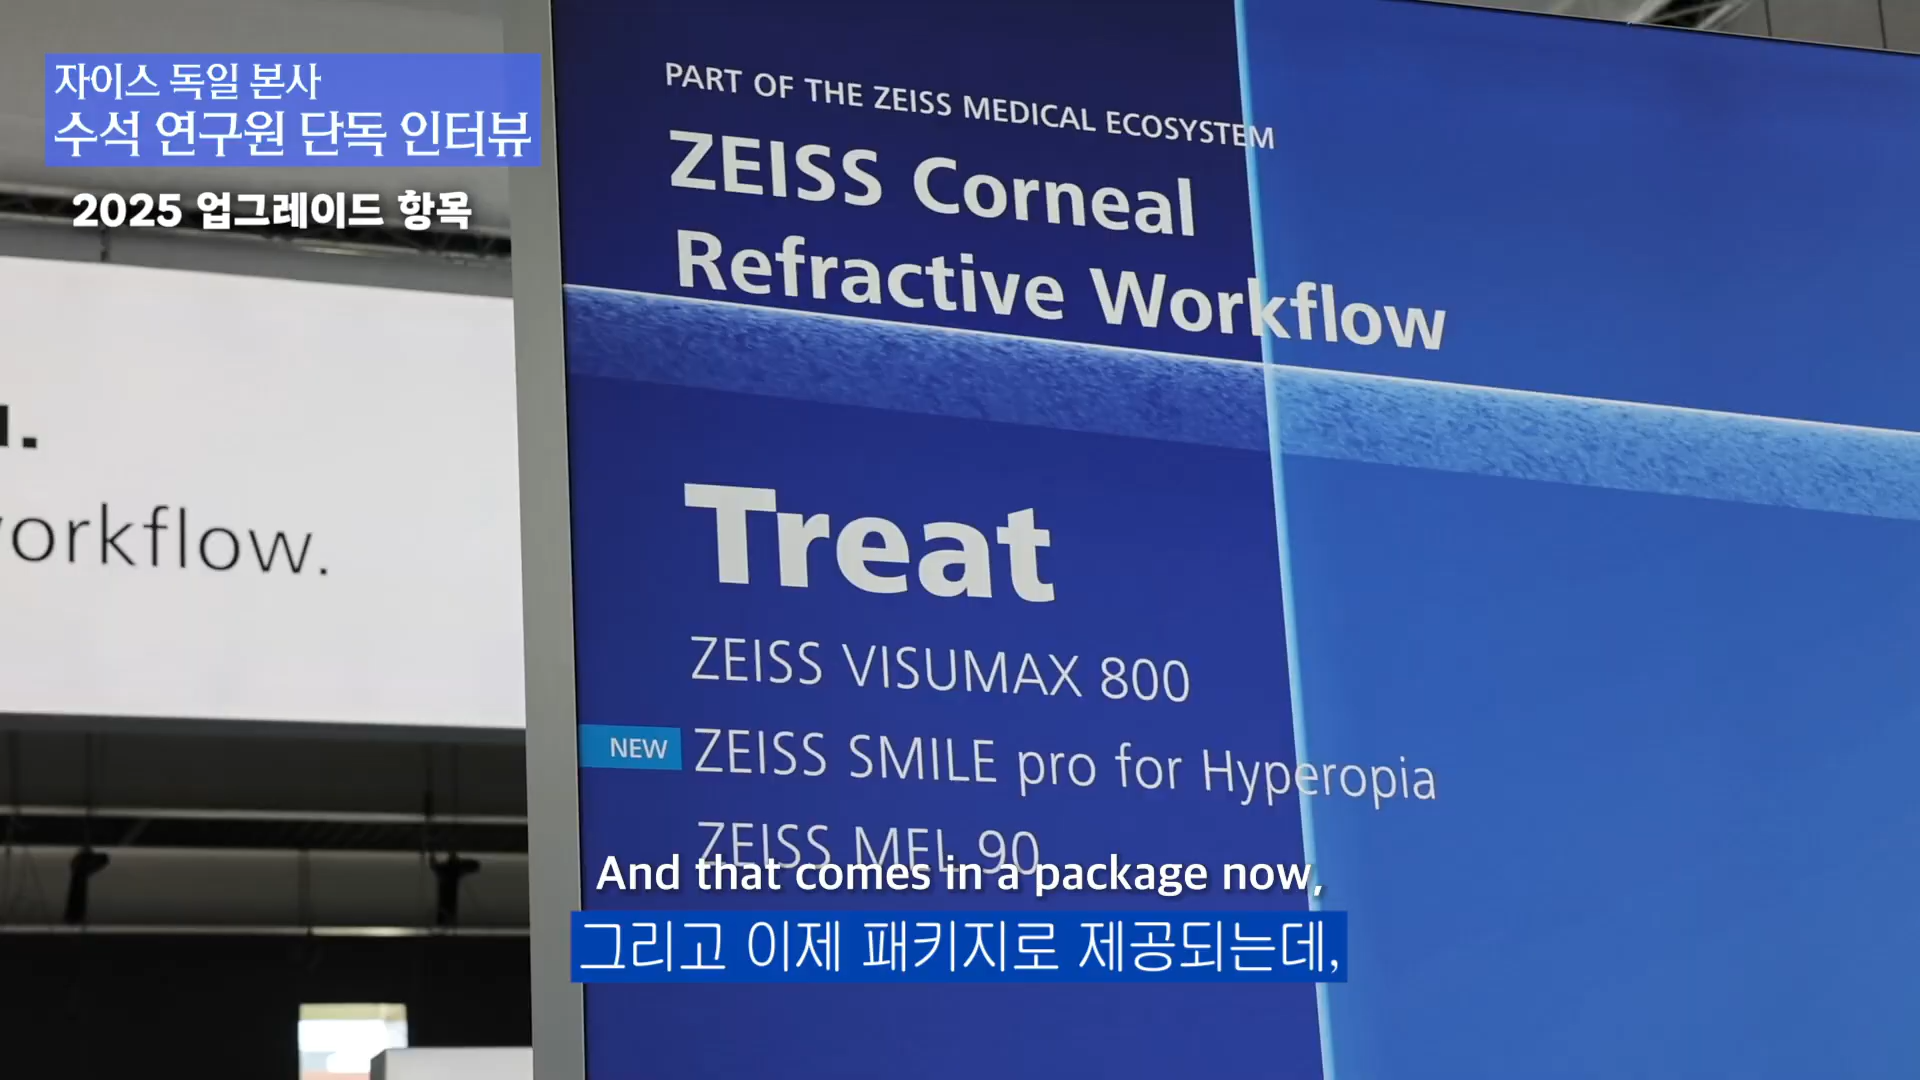 자이스 독일 본사
수석 연구원 단독 인터뷰
2025 업그레이드 항목
orkflow.
PART OF THE ZEISS MEDICAL ECOSYSTEM
ZEISS Corneal
Refractive Workflow
Treat
ZEISS VISUMAX 800
NEW ZEISS SMILE pro for Hyperopia
ZEISS MEL 90
And that comes in a package now,
그리고 이제 패키지로 제공되는데,